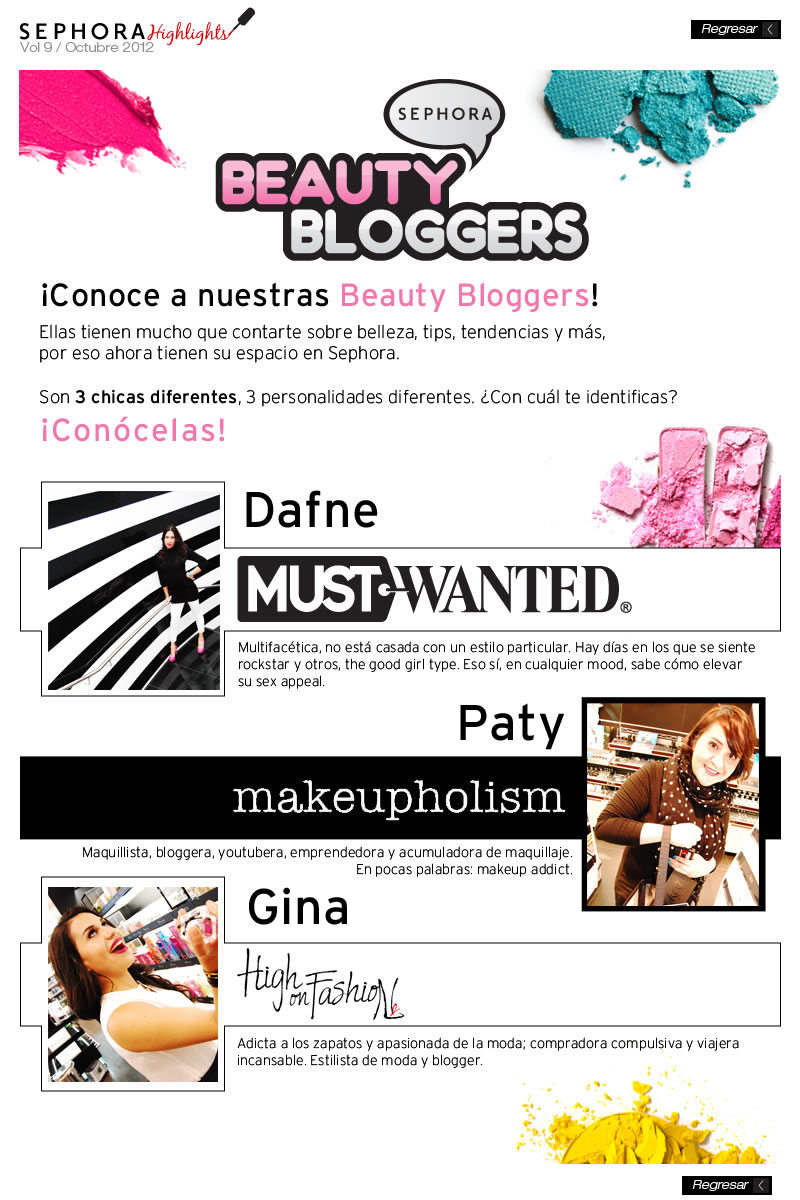 SEPHORA Highlights
Vol 9 / Octubre 2012
Regresar
SEPHORA
BEAUTY
BLOGGERS
¡Conoce a nuestras Beauty Bloggers!
Ellas tienen mucho que contarte sobre belleza, tips, tendencias y más,
por eso ahora tienen su espacio en Sephora.
Son 3 chicas diferentes, 3 personalidades diferentes. ¿Con cuál te identificas?
¡Conócelas!
Dafne
MUST-WANTED®
Multifacética, no está casada con un estilo particular. Hay días en los que se siente
rockstar y otros, the good girl type. Eso sí, en cualquier mood, sabe cómo elevar
su sex appeal.
Paty
makeupholism
Maquillista, bloggera, youtubera, emprendedora y acumuladora de maquillaje.
En pocas palabras: makeup addict.
Gina
High on Fashion
Adicta a los zapatos y apasionada de la moda; compradora compulsiva y viajera
incansable. Estilista de moda y blogger.
Regresar